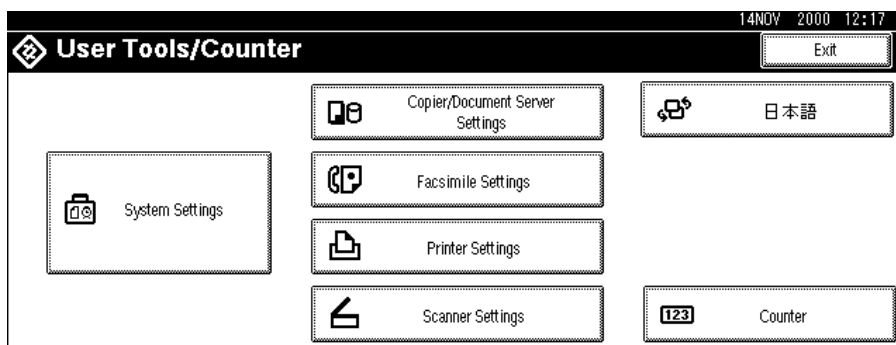 14NOV 2000 12:17
User Tools/Counter
Exit
Copier/Document Server
Settings
日本語
Facsimile Settings
System Settings
Printer Settings
Scanner Settings
123
Counter